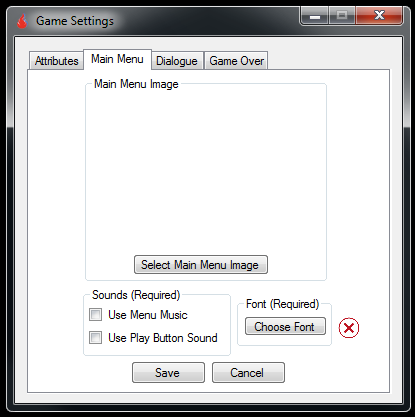 Game Settings
Attributes Main Menu Dialogue Game Over
Main Menu Image
Select Main Menu Image
Sounds (Required)
Use Menu Music
Use Play Button Sound
Font (Required)
Choose Font
Save Cancel